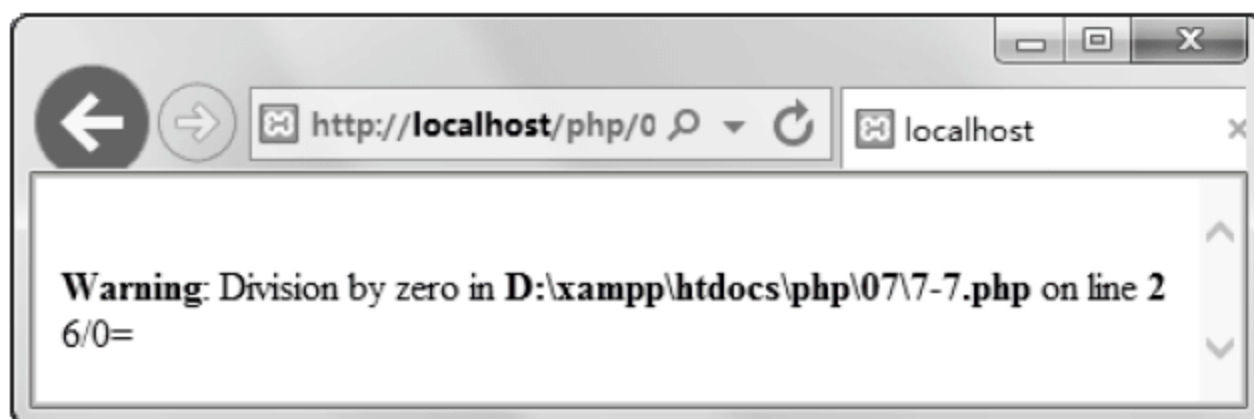 http://localhost/php/0
localhost
Warning: Division by zero in D:\xampp\htdocs\php\07\7-7.php on line 2
6/0=